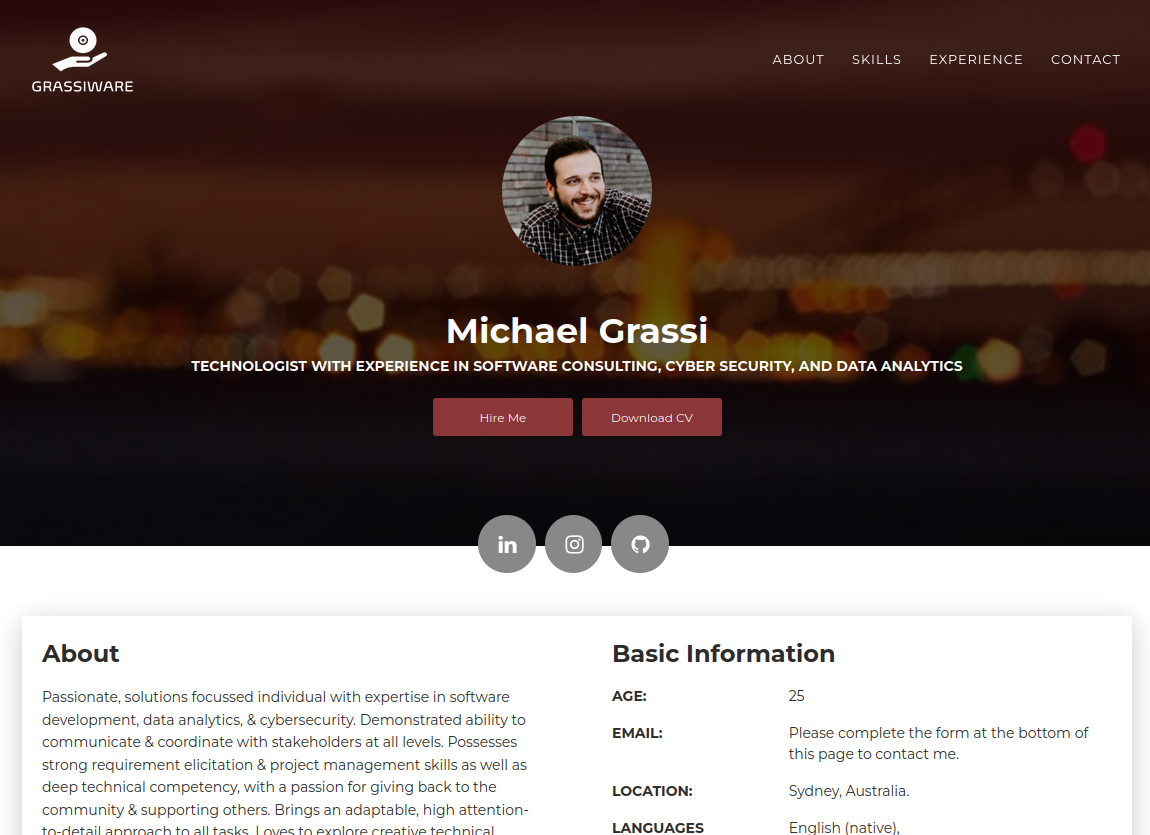 GRASSIWARE
ABOUT SKILLS EXPERIENCE CONTACT
Michael Grassi
TECHNOLOGIST WITH EXPERIENCE IN SOFTWARE CONSULTING, CYBER SECURITY, AND DATA ANALYTICS
Hire Me Download CV
in
About
Passionate, solutions focussed individual with expertise in software
development, data analytics, & cybersecurity. Demonstrated ability to
communicate & coordinate with stakeholders at all levels. Possesses
strong requirement elicitation & project management skills as well as
deep technical competency, with a passion for giving back to the
community & supporting others. Brings an adaptable, high attention-
to-detail approach to all tasks. Loves to explore creative technical
Basic Information
AGE: 25
EMAIL: Please complete the form at the bottom of
this page to contact me.
LOCATION: Sydney, Australia.
LANGUAGES English (native),